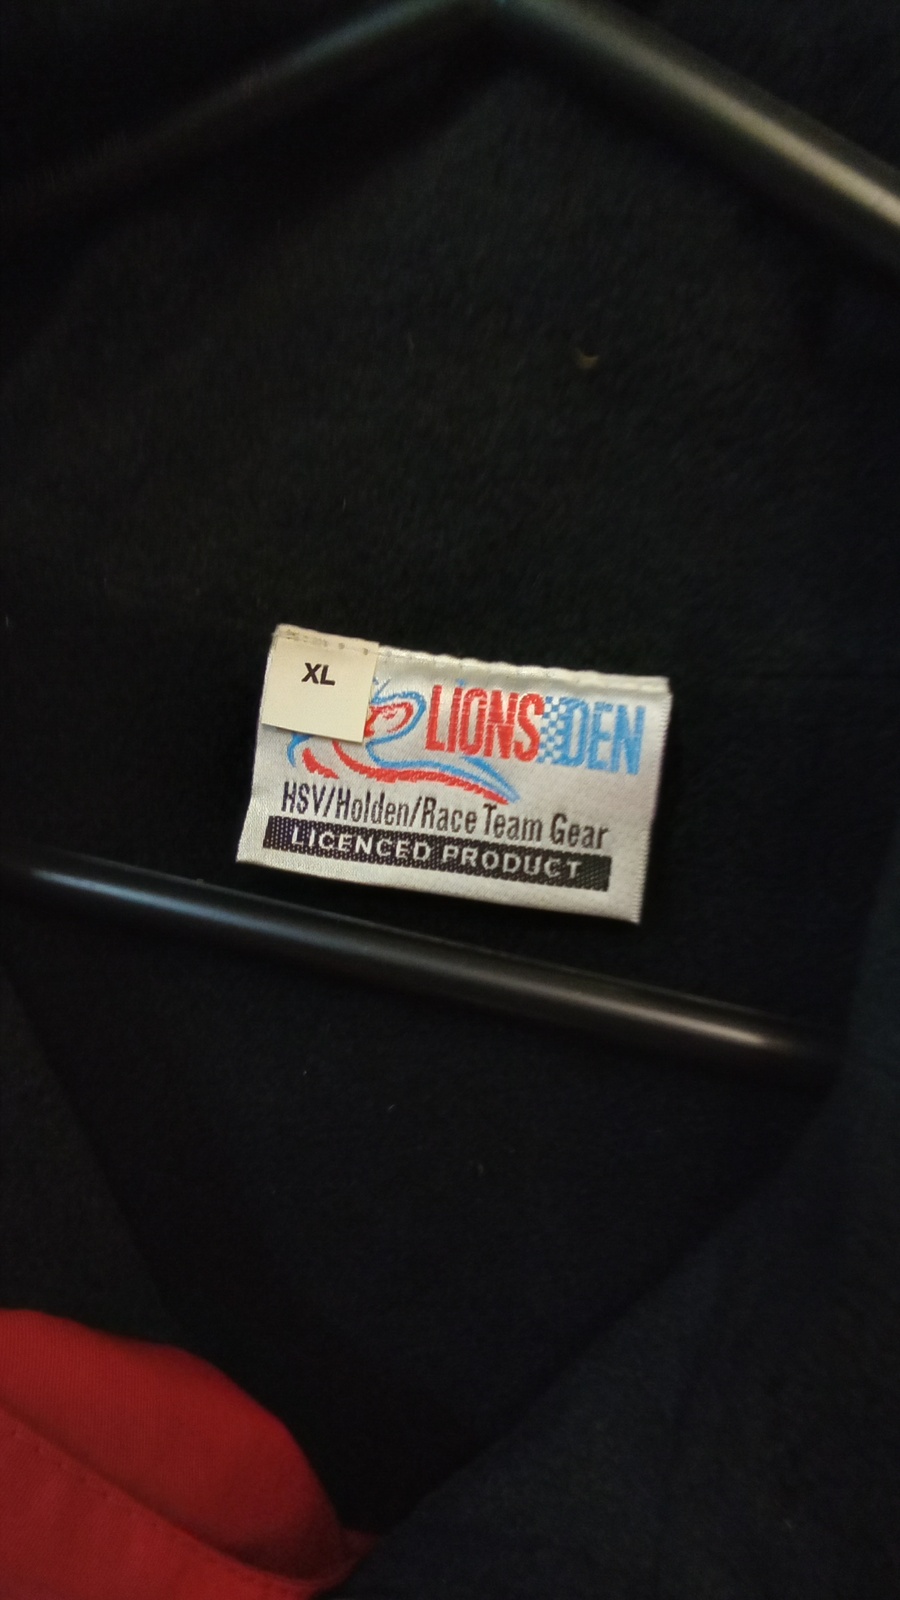 XL
LIONS DEN
HSV/Holden/Race Team Gear
LICENCED PRODUCT